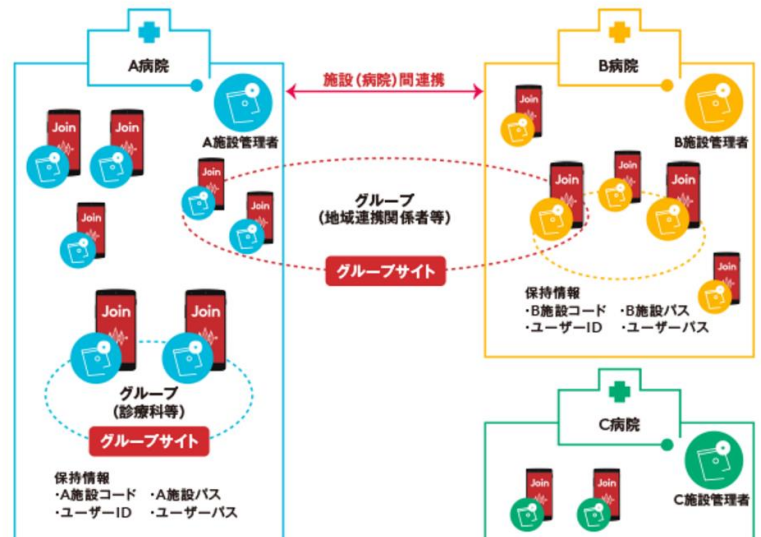 A病院
A施設管理者
Join
Join
Join
Join
Join
Join
Join
グループ
(診療科等)
グループサイト
保持情報
・A施設コード ・A施設パス
・ユーザーID ・ユーザーパス
施設(病院)間連携
グループ
(地域連携関係者等)
グループサイト
B病院
B施設管理者
Join
Join
Join
Join
Join
保持情報
・B施設コード ・B施設パス
・ユーザーID ・ユーザーパス
C病院
C施設管理者
Join
Join